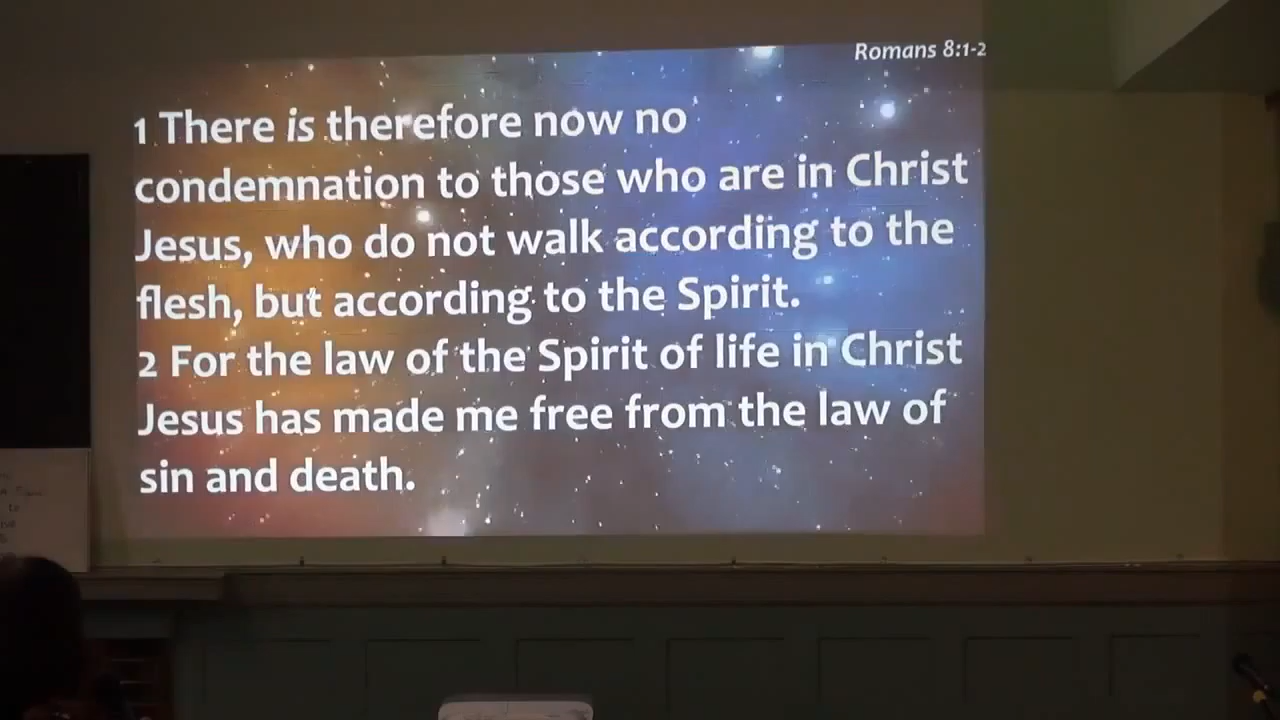 Romans 8:1-2
1 There is therefore now no
condemnation to those who are in Christ
Jesus, who do not walk according to the
flesh, but according to the Spirit.
2 For the law of the Spirit of life in Christ
Jesus has made me free from the law of
sin and death.
to